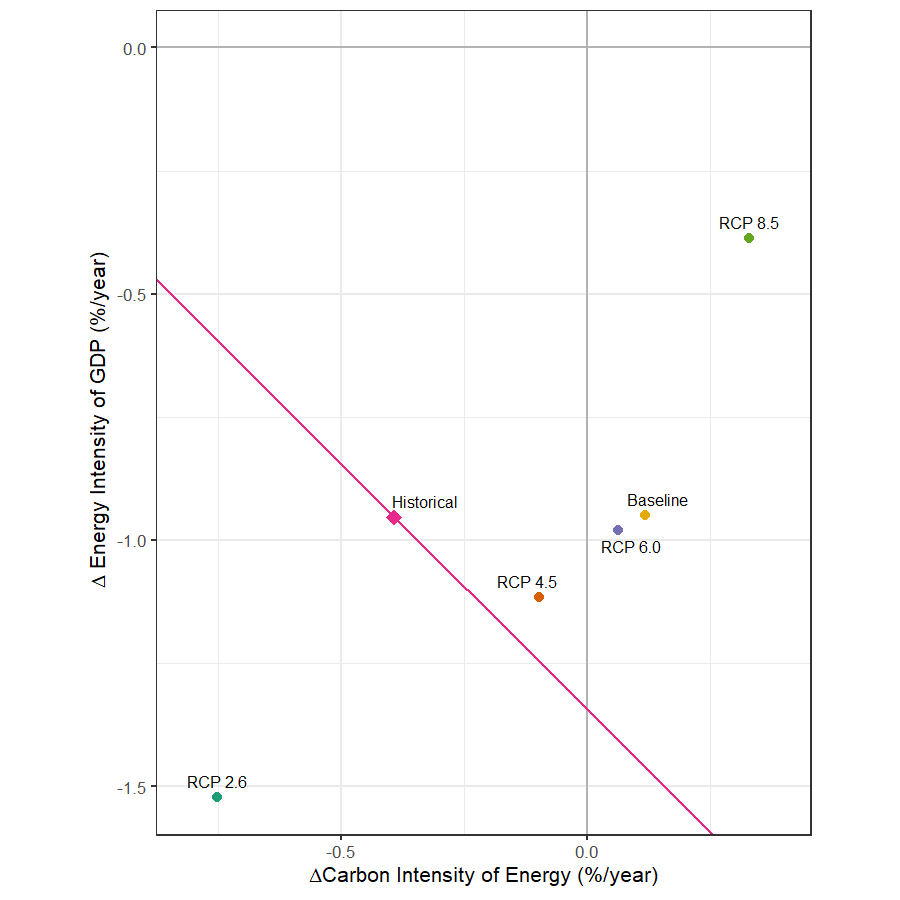 0.0
RCP 8.5
-0.5
Historical
Baseline
-1.0
RCP 6.0
RCP 4.5
RCP 2.6
-1.5
-0.5
0.0
Δ Energy Intensity of GDP (%/year)
ΔCarbon Intensity of Energy (%/year)